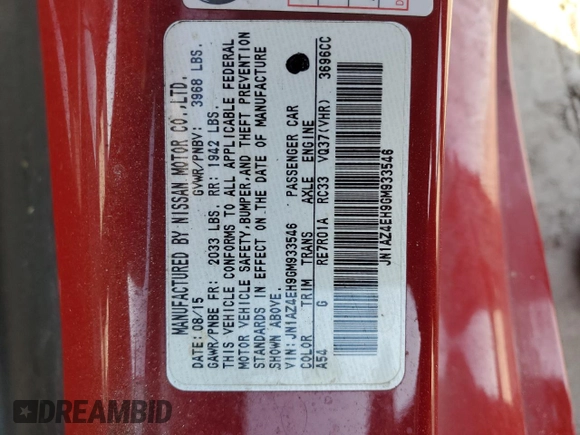 MANUFACTURED BY NISSAN MOTOR CO.,LTD.
DATE: 08/15 GVWR/PNBV: 3968 LBS.
GAWR/PNBE FR: 2033 LBS. RR: 1942 LBS.
THIS VEHICLE CONFORMS TO ALL APPLICABLE FEDERAL
MOTOR VEHICLE SAFETY,BUMPER,AND THEFT PREVENTION
STANDARDS IN EFFECT ON THE DATE OF MANUFACTURE
SHOWN ABOVE.
VIN: JN1AZ4EH9GM933546 PASSENGER CAR
COLOR TRIM TRANS AXLE ENGINE
A54 G RE7R01A RC33 VQ37(VHR) 3696CC
JN1AZ4EH9GM933546
DREAMBID